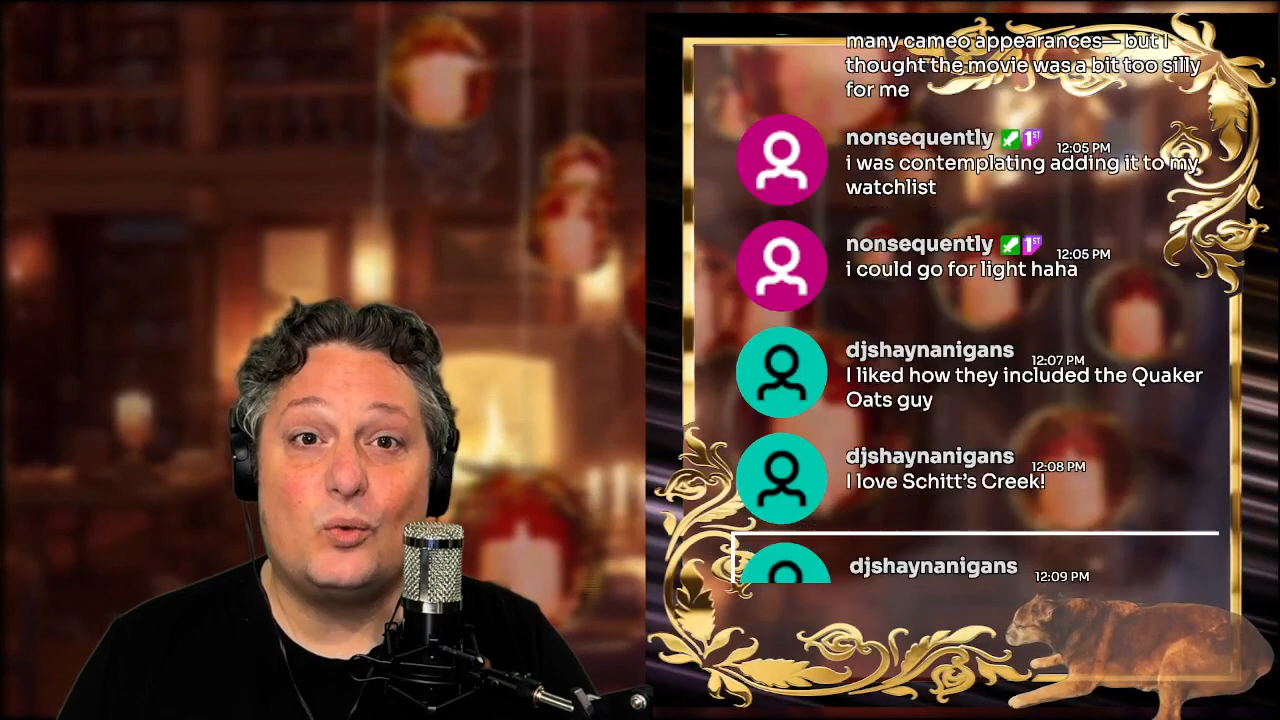 many cameo appearances— but I
thought the movie was a bit too silly
for me
nonsequently 1ST 12:05 PM
i was contemplating adding it to my
watchlist
nonsequently 1ST 12:05 PM
i could go for light haha
djshaynanigans 12:07 PM
I liked how they included the Quaker
Oats guy
djshaynanigans 12:08 PM
I love Schitt's Creek!
djshaynanigans 12:09 PM